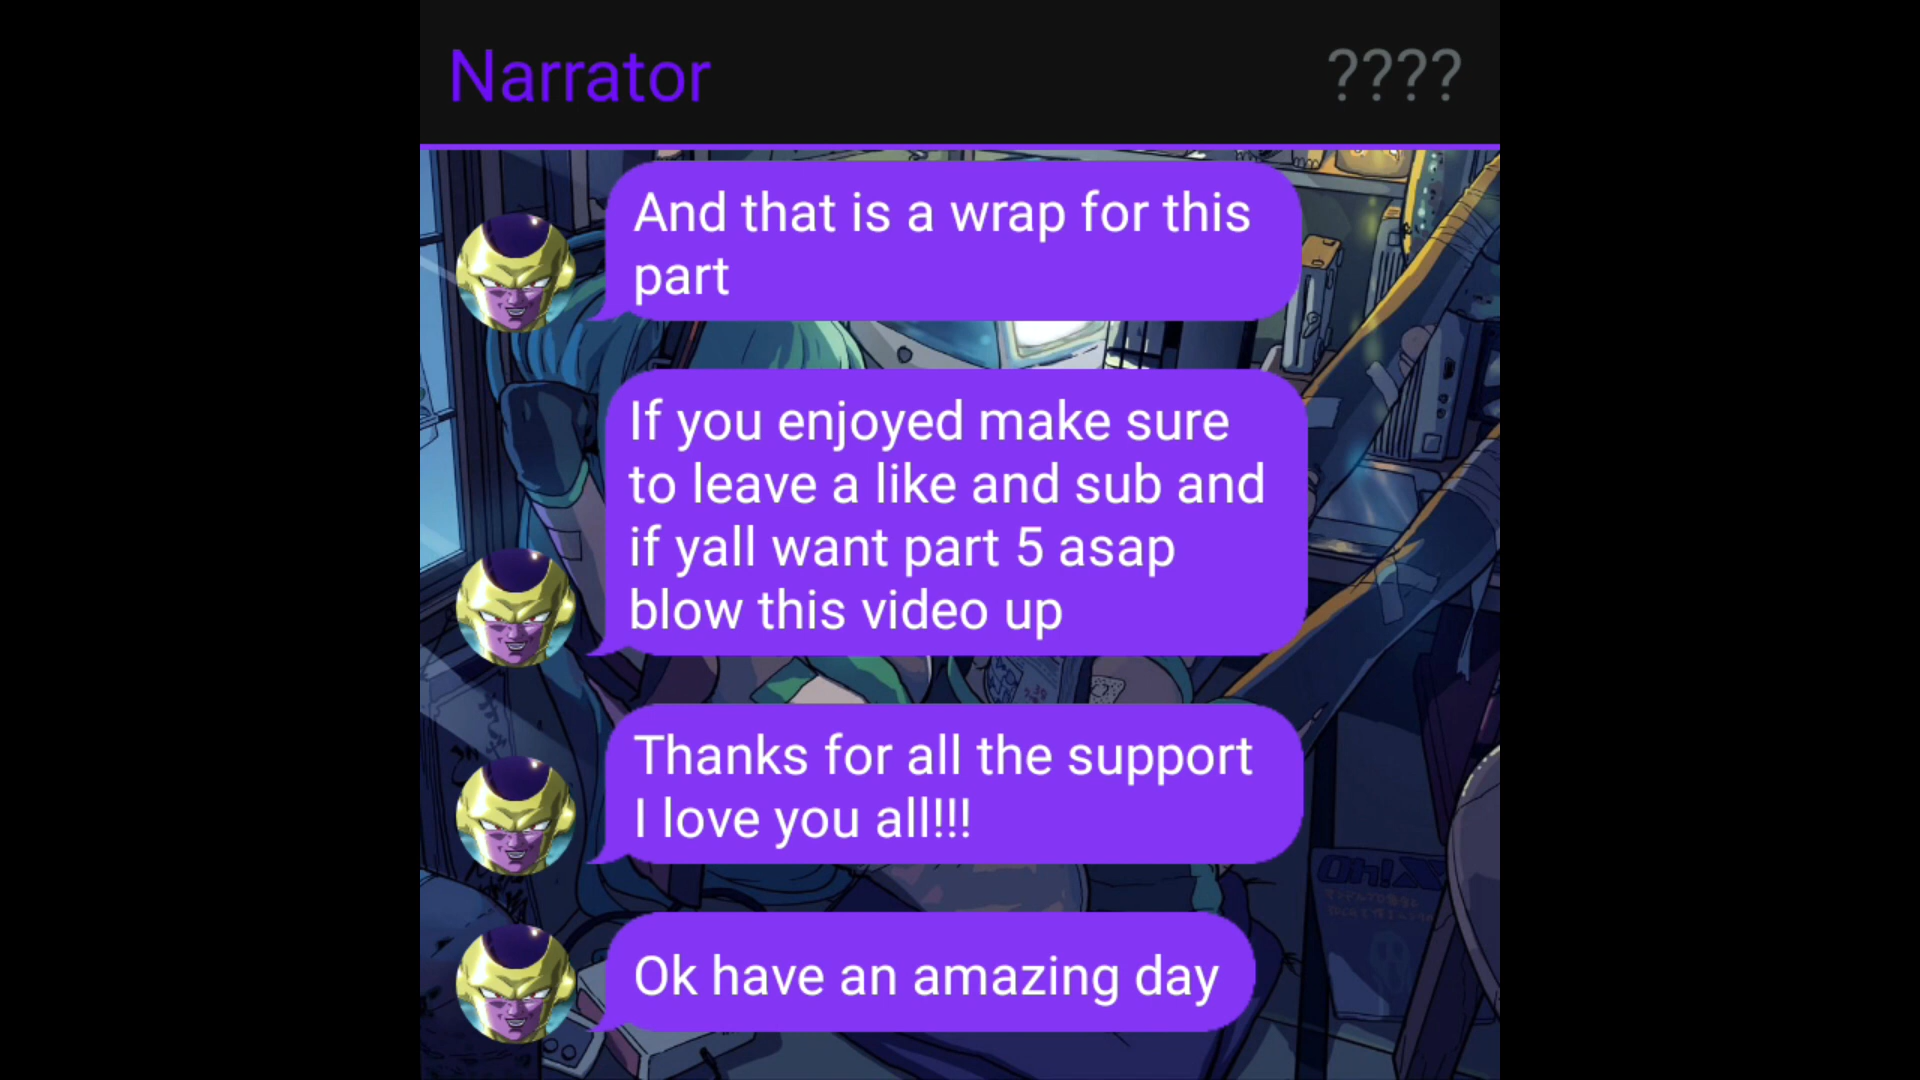 Narrator ????
And that is a wrap for this
part
If you enjoyed make sure
to leave a like and sub and
if yall want part 5 asap
blow this video up
Thanks for all the support
I love you all!!!
Ok have an amazing day
Oh!X